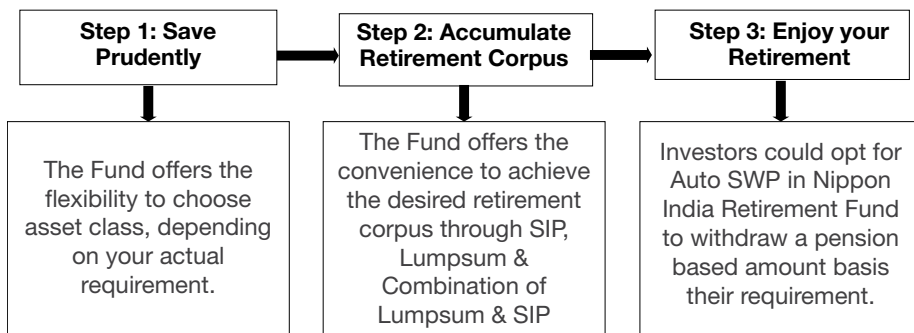 Step 1: Save
Prudently
Step 2: Accumulate
Retirement Corpus
Step 3: Enjoy your
Retirement
The Fund offers the
flexibility to choose
asset class, depending
on your actual
requirement.
The Fund offers the
convenience to achieve
the desired retirement
corpus through SIP,
Lumpsum &
Combination of
Lumpsum & SIP
Investors could opt for
Auto SWP in Nippon
India Retirement Fund
to withdraw a pension
based amount basis
their requirement.